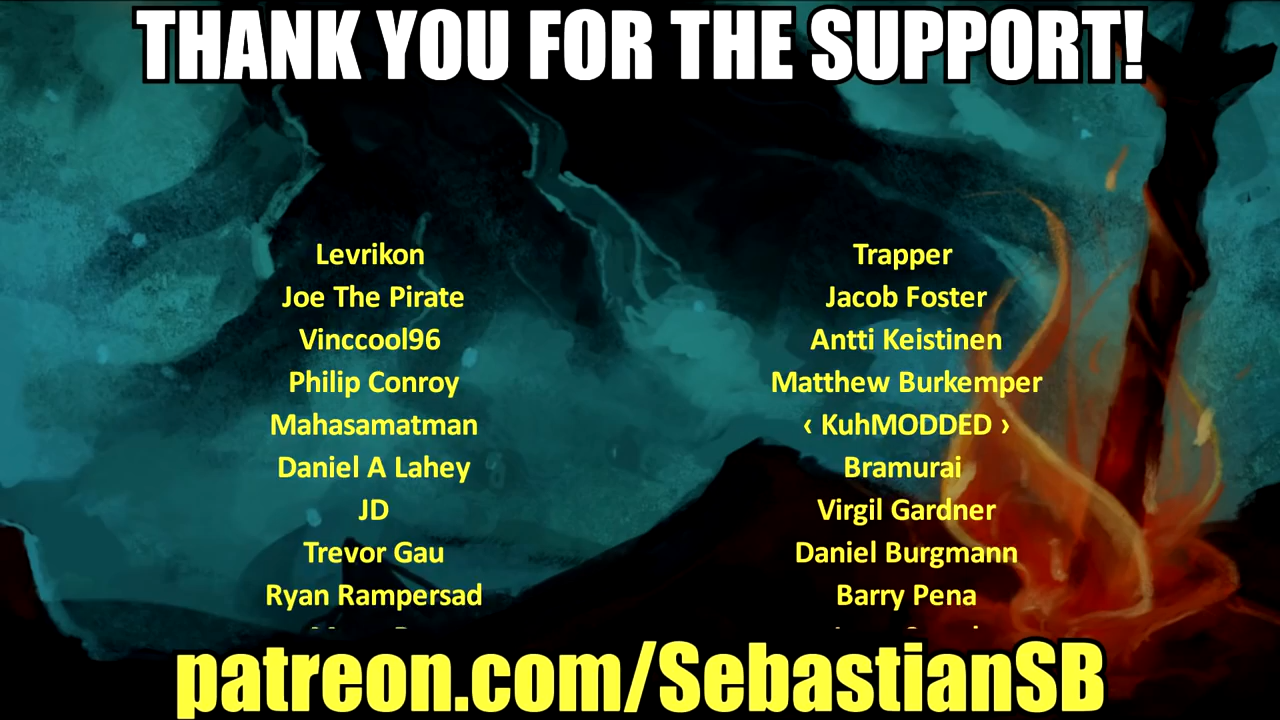 THANK YOU FOR THE SUPPORT!
Levrikon
Joe The Pirate
Vinccool96
Philip Conroy
Mahasamatman
Daniel A Lahey
JD
Trevor Gau
Ryan Rampersad
Trapper
Jacob Foster
Antti Keistinen
Matthew Burkemper
‹ KuhMODDED ›
Bramurai
Virgil Gardner
Daniel Burgmann
Barry Pena
patreon.com/SebastianSB